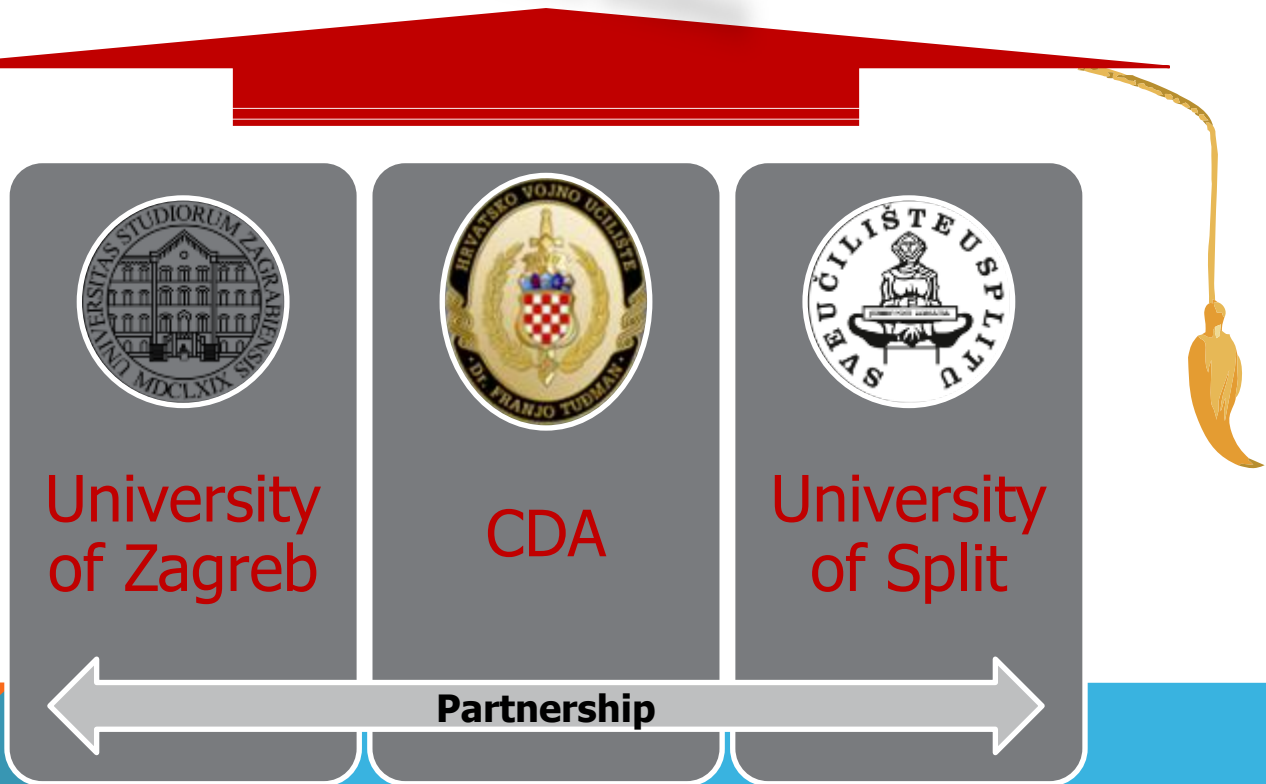 UNIVERSITAS STUDIORUM ZAGRABIENSIS
MDCLXIX
HRVATSKO VOJNO UČILIŠTE
· Dr. FRANJO TUĐMAN ·
SVEUČILIŠTE U SPLITU
University
of Zagreb
CDA
University
of Split
Partnership